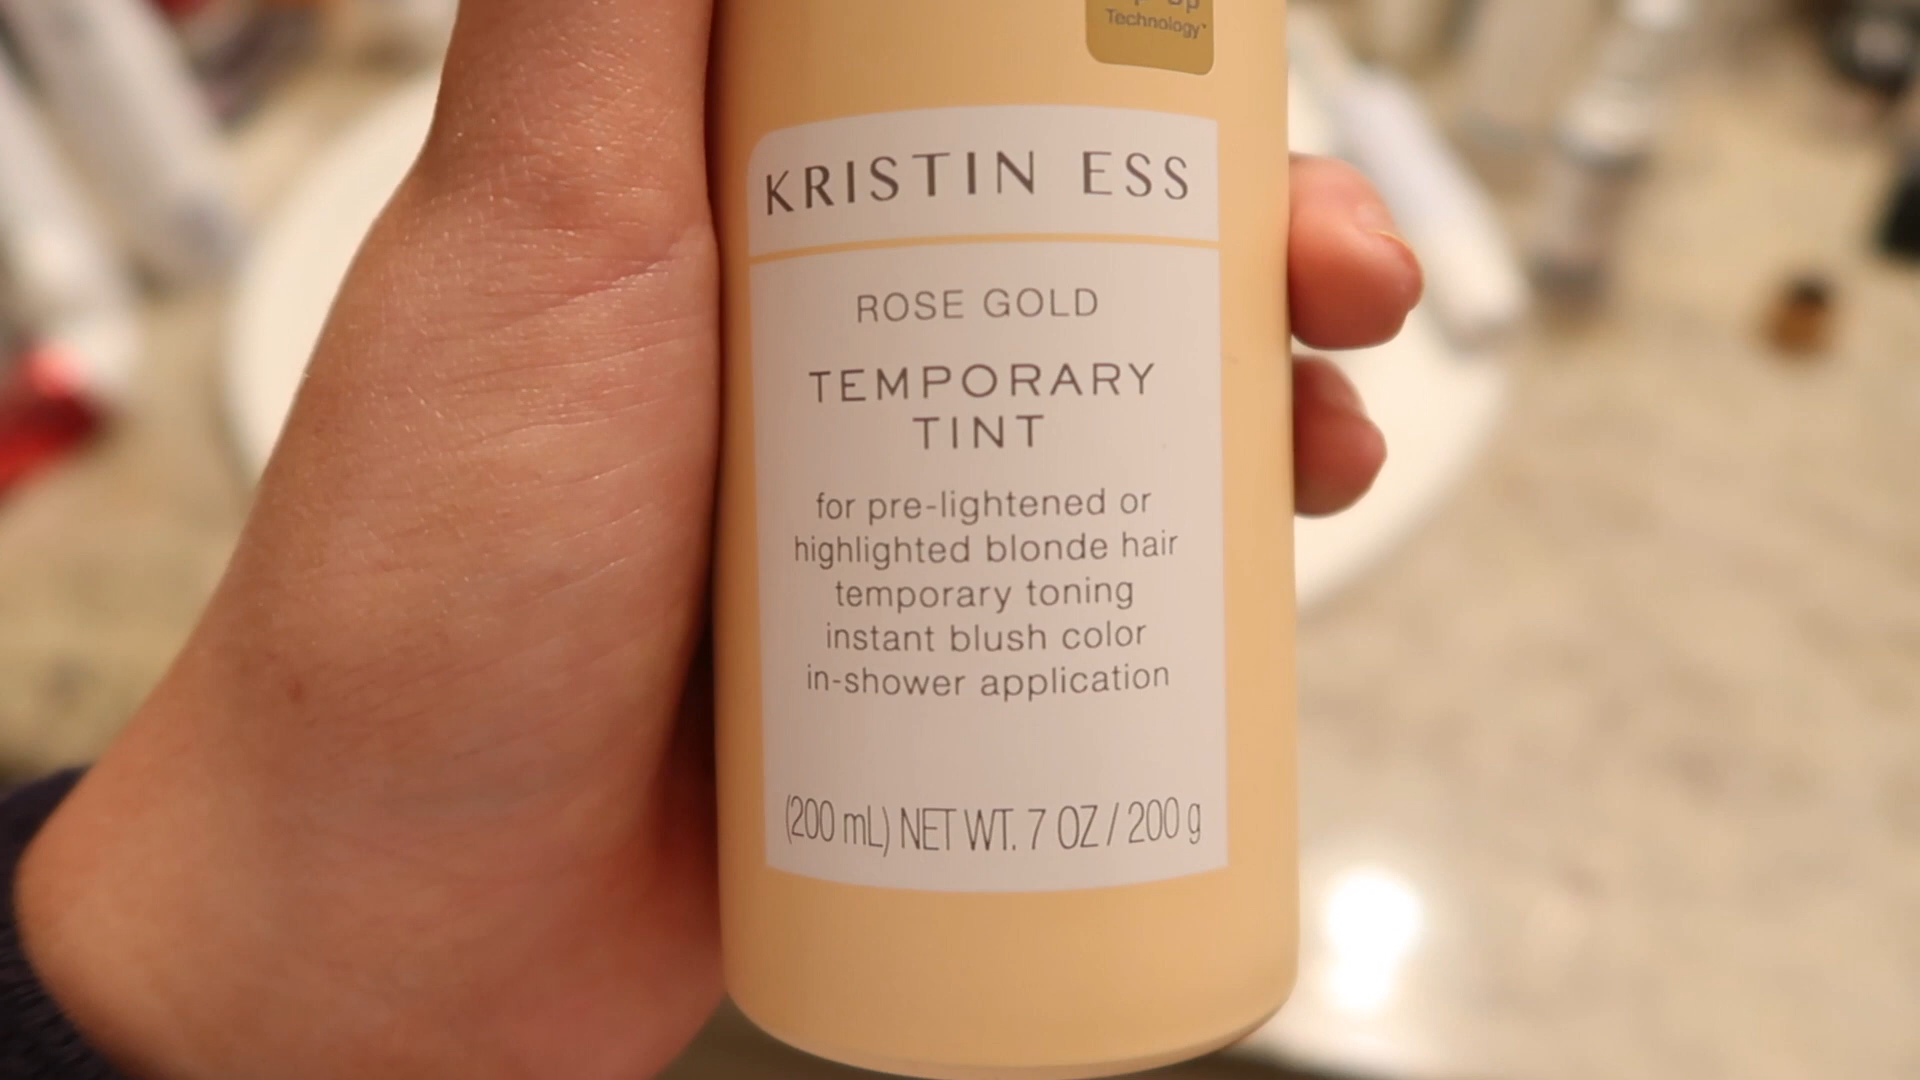 Technology
KRISTIN ESS
ROSE GOLD
TEMPORARY
TINT
for pre-lightened or
highlighted blonde hair
temporary toning
instant blush color
in-shower application
(200 mL) NET WT. 7 OZ / 200 g